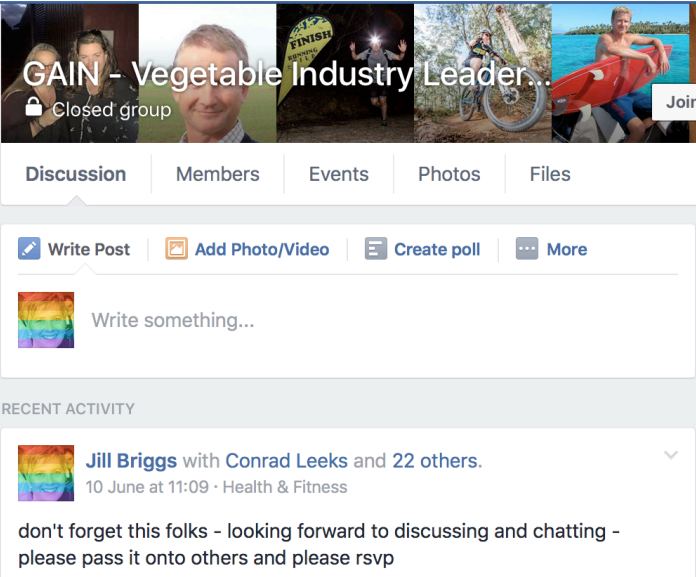 FINISH
RUNNING
GAIN - Vegetable Industry Leader...
Closed group
Join
Discussion
Members
Events
Photos
Files
Write Post
Add Photo/Video
Create poll
More
Write something...
RECENT ACTIVITY
Jill Briggs with Conrad Leeks and 22 others.
10 June at 11:09 · Health & Fitness
don't forget this folks - looking forward to discussing and chatting -
please pass it onto others and please rsvp